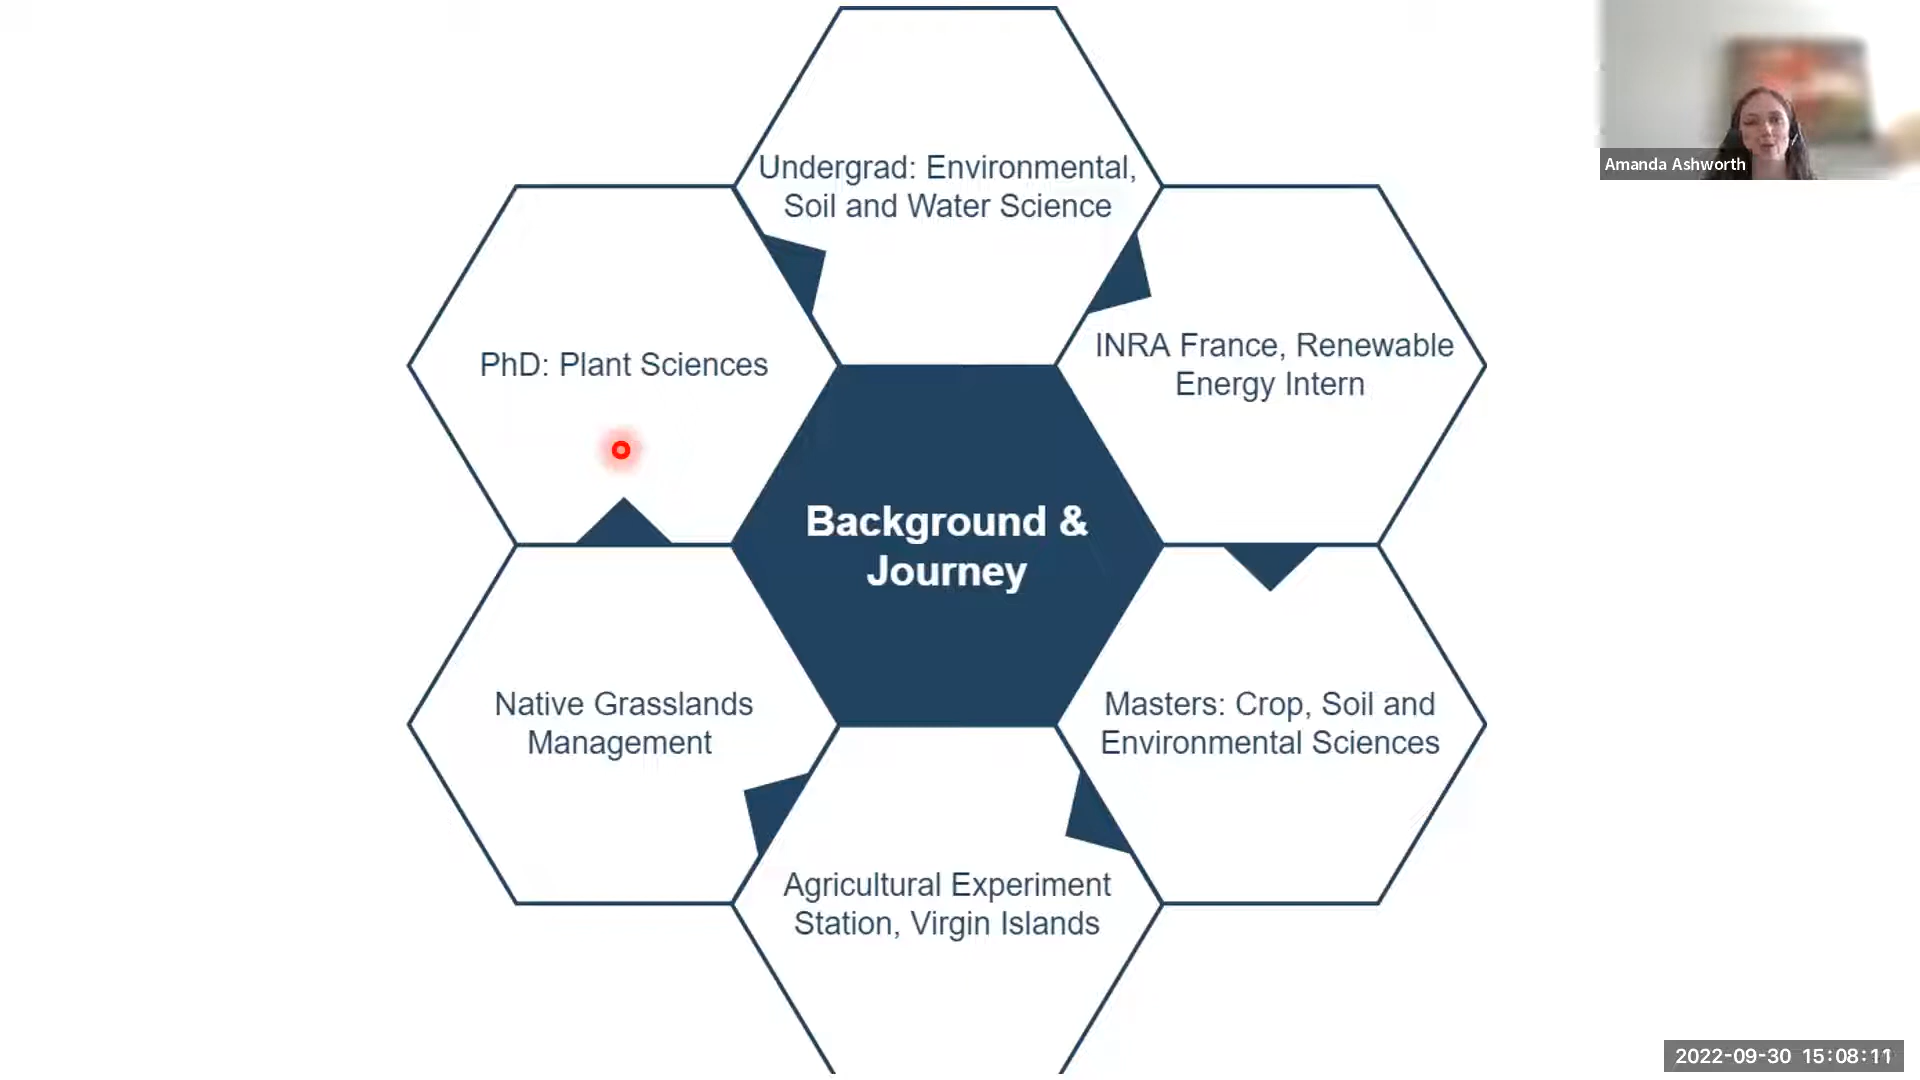 Undergrad: Environmental,
Soil and Water Science
Amanda Ashworth
PhD: Plant Sciences
INRA France, Renewable
Energy Intern
Background &
Journey
Native Grasslands
Management
Masters: Crop, Soil and
Environmental Sciences
Agricultural Experiment
Station, Virgin Islands
2022-09-30 15:08:11